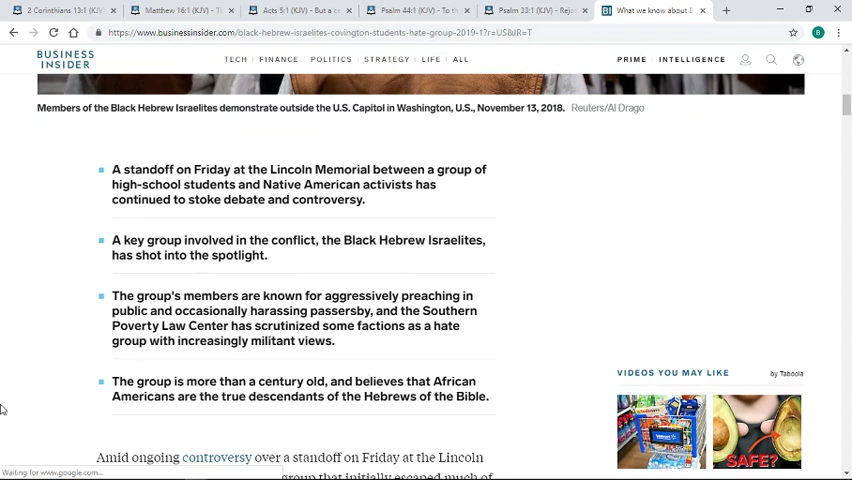 2 Corinthians 13:1 (KJV)
Matthew 16:1 (KJV) - Th
Acts 5:1 (KJV) - But a c
Psalm 44:1 (KJV) - To th
Psalm 33:1 (KJV) - Rejo
BI What we know about
https://www.businessinsider.com/black-hebrew-israelites-covington-students-hate-group-2019-1?r=US&IR=T
B
BUSINESS
INSIDER
TECH FINANCE POLITICS STRATEGY LIFE ALL
PRIME INTELLIGENCE
Members of the Black Hebrew Israelites demonstrate outside the U.S. Capitol in Washington, U.S., November 13, 2018. Reuters/Al Drago
A standoff on Friday at the Lincoln Memorial between a group of
high-school students and Native American activists has
continued to stoke debate and controversy.
A key group involved in the conflict, the Black Hebrew Israelites,
has shot into the spotlight.
The group's members are known for aggressively preaching in
public and occasionally harassing passersby, and the Southern
Poverty Law Center has scrutinized some factions as a hate
group with increasingly militant views.
The group is more than a century old, and believes that African
Americans are the true descendants of the Hebrews of the Bible.
VIDEOS YOU MAY LIKE
by Taboola
SAFE?
Amid ongoing controversy over a standoff on Friday at the Lincoln
group that initially escaped much of
Waiting for www.google.com...